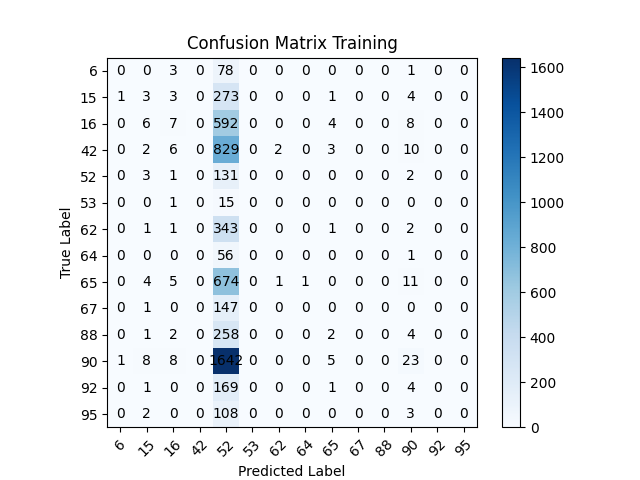 Confusion Matrix Training
6 0 0 3 0 78 0 0 0 0 0 0 1 0 0
15 1 3 3 0 273 0 0 0 1 0 0 4 0 0
16 0 6 7 0 592 0 0 0 4 0 0 8 0 0
42 0 2 6 0 829 0 2 0 3 0 0 10 0 0
52 0 3 1 0 131 0 0 0 0 0 0 2 0 0
53 0 0 1 0 15 0 0 0 0 0 0 0 0 0
62 0 1 1 0 343 0 0 0 1 0 0 2 0 0
64 0 0 0 0 56 0 0 0 0 0 0 1 0 0
65 0 4 5 0 674 0 1 1 0 0 0 11 0 0
67 0 1 0 0 147 0 0 0 0 0 0 0 0 0
88 0 1 2 0 258 0 0 0 2 0 0 4 0 0
90 1 8 8 0 1642 0 0 0 5 0 0 23 0 0
92 0 1 0 0 169 0 0 0 1 0 0 4 0 0
95 0 2 0 0 108 0 0 0 0 0 0 3 0 0
6 15 16 42 52 53 62 64 65 67 88 90 92 95
Predicted Label
True Label
1600
1400
1200
1000
800
600
400
200
0